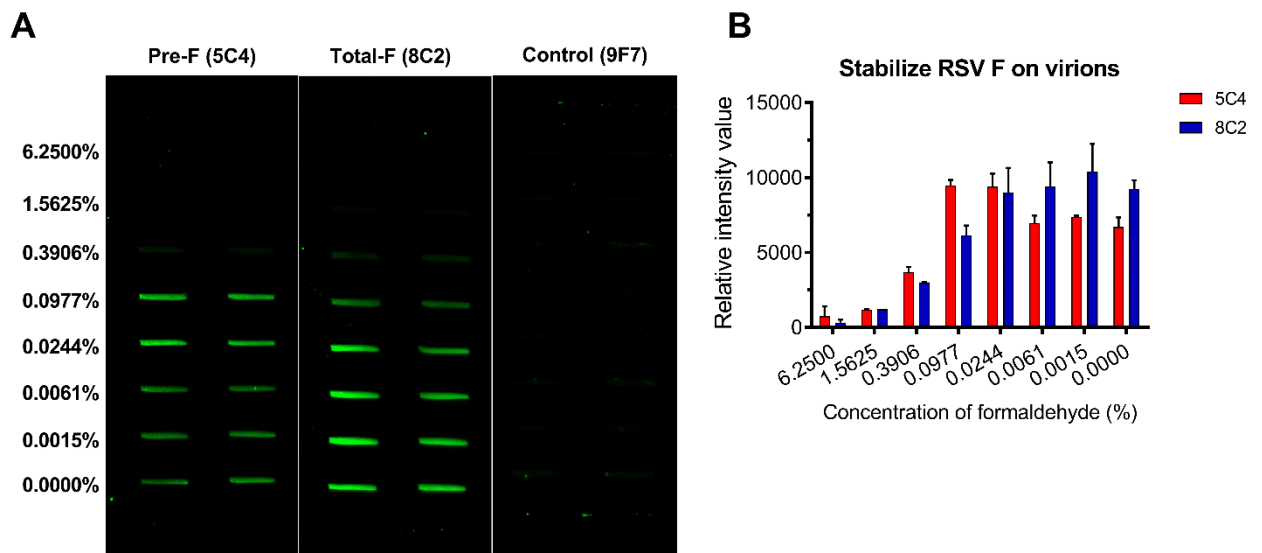 A
Pre-F (5C4)
Total-F (8C2)
Control (9F7)
6.2500%
1.5625%
0.3906%
0.0977%
0.0244%
0.0061%
0.0015%
0.0000%
B
Stabilize RSV F on virions
5C4
8C2
Relative intensity value
15000
10000
5000
0
6.2500
1.5625
0.3906
0.0977
0.0244
0.0061
0.0015
0.0000
Concentration of formaldehyde (%)